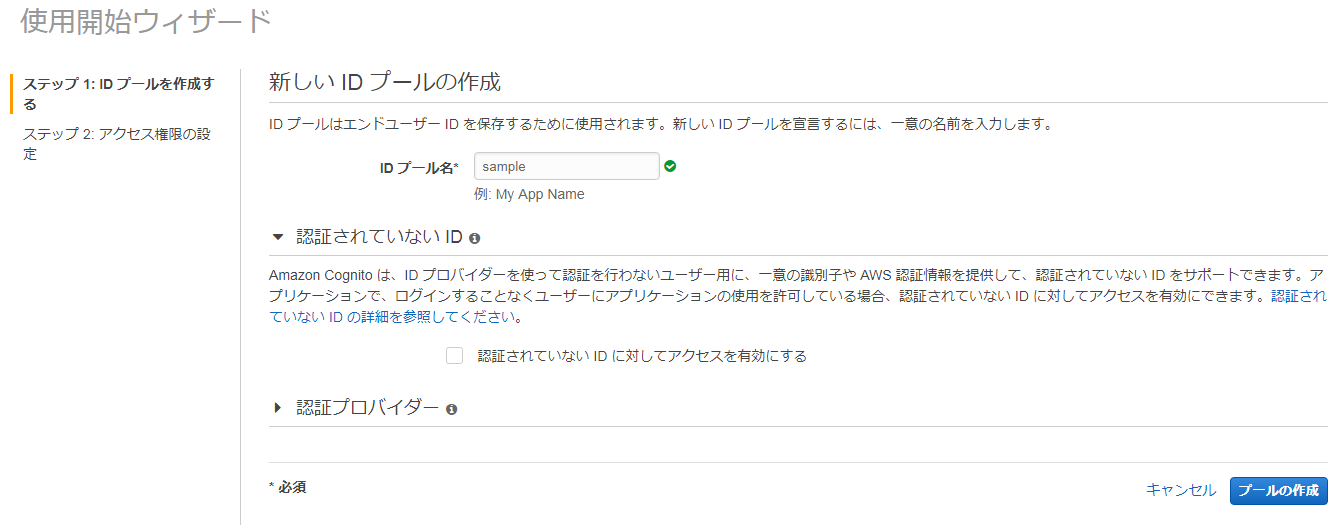 使用開始ウィザード
ステップ 1: ID プールを作成す
る
ステップ 2: アクセス権限の設
定
新しい ID プールの作成
ID プールはエンドユーザー ID を保存するために使用されます。新しい ID プールを宣言するには、一意の名前を入力します。
ID プール名* sample
例: My App Name
認証されていない ID
Amazon Cognito は、ID プロバイダーを使って認証を行わないユーザー用に、一意の識別子や AWS 認証情報を提供して、認証されていない ID をサポートできます。ア
プリケーションで、ログインすることなくユーザーにアプリケーションの使用を許可している場合、認証されていない ID に対してアクセスを有効にできます。認証され
ていない ID の詳細を参照してください。
認証されていない ID に対してアクセスを有効にする
認証プロバイダー
* 必須
キャンセル プールの作成